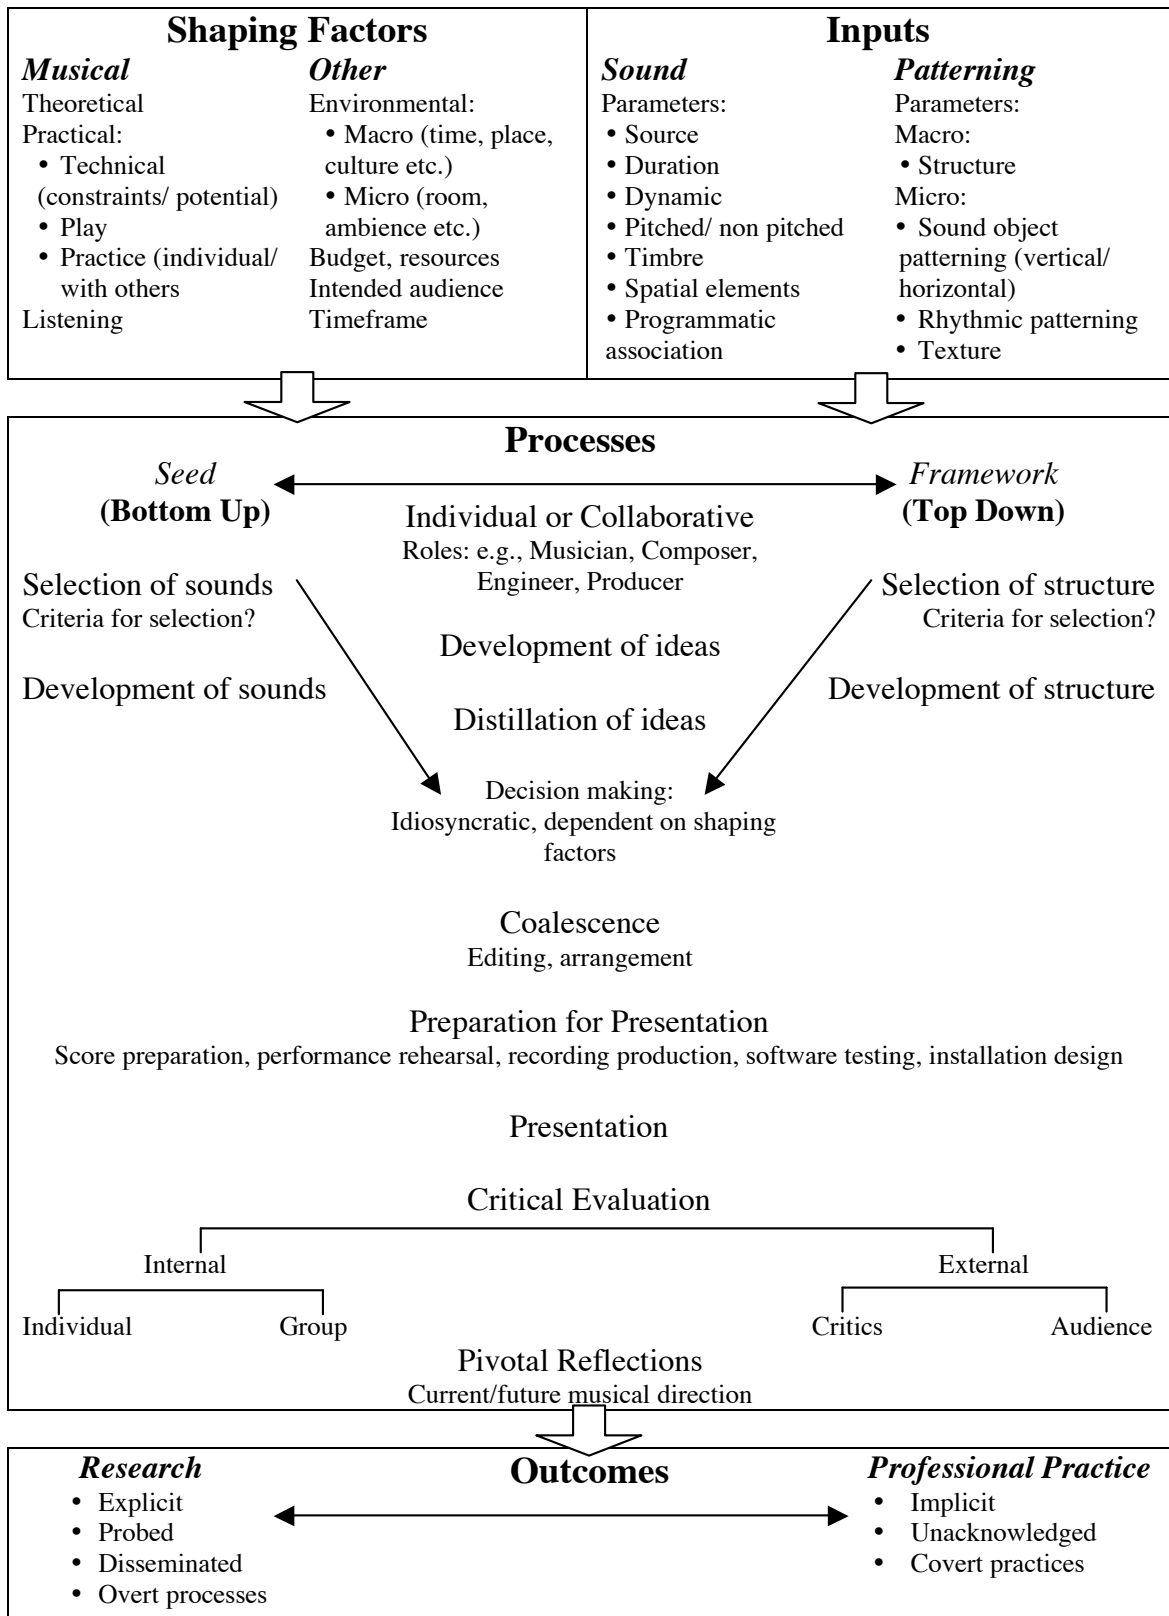 Shaping Factors
Musical
Theoretical
Practical:
• Technical
(constraints/ potential)
• Play
• Practice (individual/
with others
Listening
Other
Environmental:
• Macro (time, place,
culture etc.)
• Micro (room,
ambience etc.)
Budget, resources
Intended audience
Timeframe
Inputs
Sound
Parameters:
• Source
• Duration
• Dynamic
• Pitched/ non pitched
• Timbre
• Spatial elements
• Programmatic
association
Patterning
Parameters:
Macro:
• Structure
Micro:
• Sound object
patterning (vertical/
horizontal)
• Rhythmic patterning
• Texture
Processes
Seed
(Bottom Up)
Framework
(Top Down)
Individual or Collaborative
Roles: e.g., Musician, Composer,
Engineer, Producer
Selection of sounds
Criteria for selection?
Selection of structure
Criteria for selection?
Development of ideas
Development of sounds
Development of structure
Distillation of ideas
Decision making:
Idiosyncratic, dependent on shaping
factors
Coalescence
Editing, arrangement
Preparation for Presentation
Score preparation, performance rehearsal, recording production, software testing, installation design
Presentation
Critical Evaluation
Internal
External
Individual
Group
Critics
Audience
Pivotal Reflections
Current/future musical direction
Outcomes
Research
• Explicit
• Probed
• Disseminated
• Overt processes
Professional Practice
• Implicit
• Unacknowledged
• Covert practices